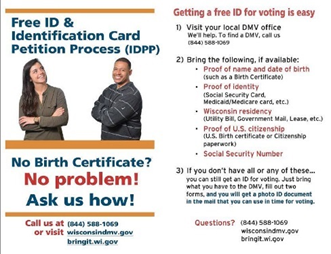 Free ID &
Identification Card
Petition Process (IDPP)
No Birth Certificate?
No problem!
Ask us how!
Call us at (844) 588-1069
or visit wisconsindmv.gov
bringit.wi.gov
Getting a free ID for voting is easy
1) Visit your local DMV office
We'll help. To find a DMV, call us
(844) 588-1069
2) Bring the following, if available:
• Proof of name and date of birth
(such as a Birth Certificate)
• Proof of identity
(Social Security Card,
Medicaid/Medicare card, etc.)
• Wisconsin residency
(Utility Bill, Government Mail, Lease, etc.)
• Proof of U.S. citizenship
(U.S. Birth certificate or Citizenship
paperwork)
• Social Security Number
3) If you don't have all or any of these...
you can still get an ID for voting. Just bring
what you have to the DMV, fill out two
forms, and you will get a photo ID document
in the mail that you can use in time for voting.
Questions? (844) 588-1069
wisconsindmv.gov
bringit.wi.gov